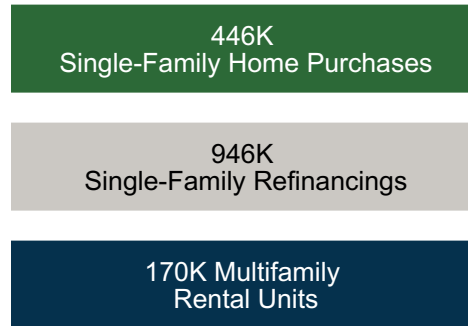 446K
Single-Family Home Purchases
946K
Single-Family Refinancings
170K Multifamily
Rental Units